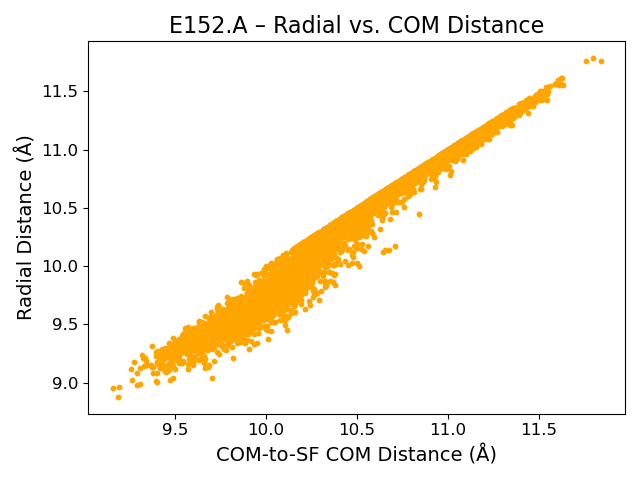 E152.A – Radial vs. COM Distance
Radial Distance (Å)
11.5
11.0
10.5
10.0
9.5
9.0
9.5 10.0 10.5 11.0 11.5
COM-to-SF COM Distance (Å)